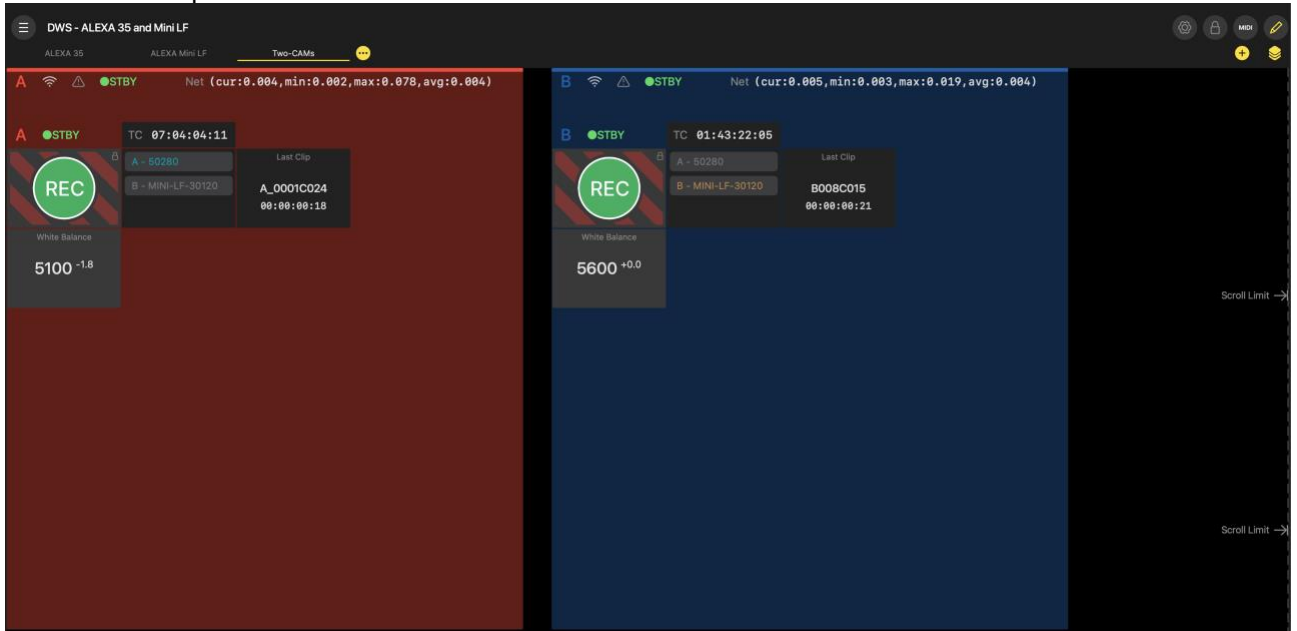 DWS - ALEXA 35 and Mini LF
MIDI
ALEXA 35
ALEXA Mini LF
Two-CAMs
A
STBY
Net (cur:0.004,min:0.002,max:0.078,avg:0.004)
A
STBY
TC 07:04:04:11
REC
A - 50280
B - MINI-LF-30120
Last Clip
A_0001C024
00:00:00:18
White Balance
5100 -1.8
B
STBY
Net (cur:0.005,min:0.003,max:0.019,avg:0.004)
B
STBY
TC 01:43:22:05
REC
A - 50280
B - MINI-LF-30120
Last Clip
B008C015
00:00:00:21
White Balance
5600 +0.0
Scroll Limit
Scroll Limit